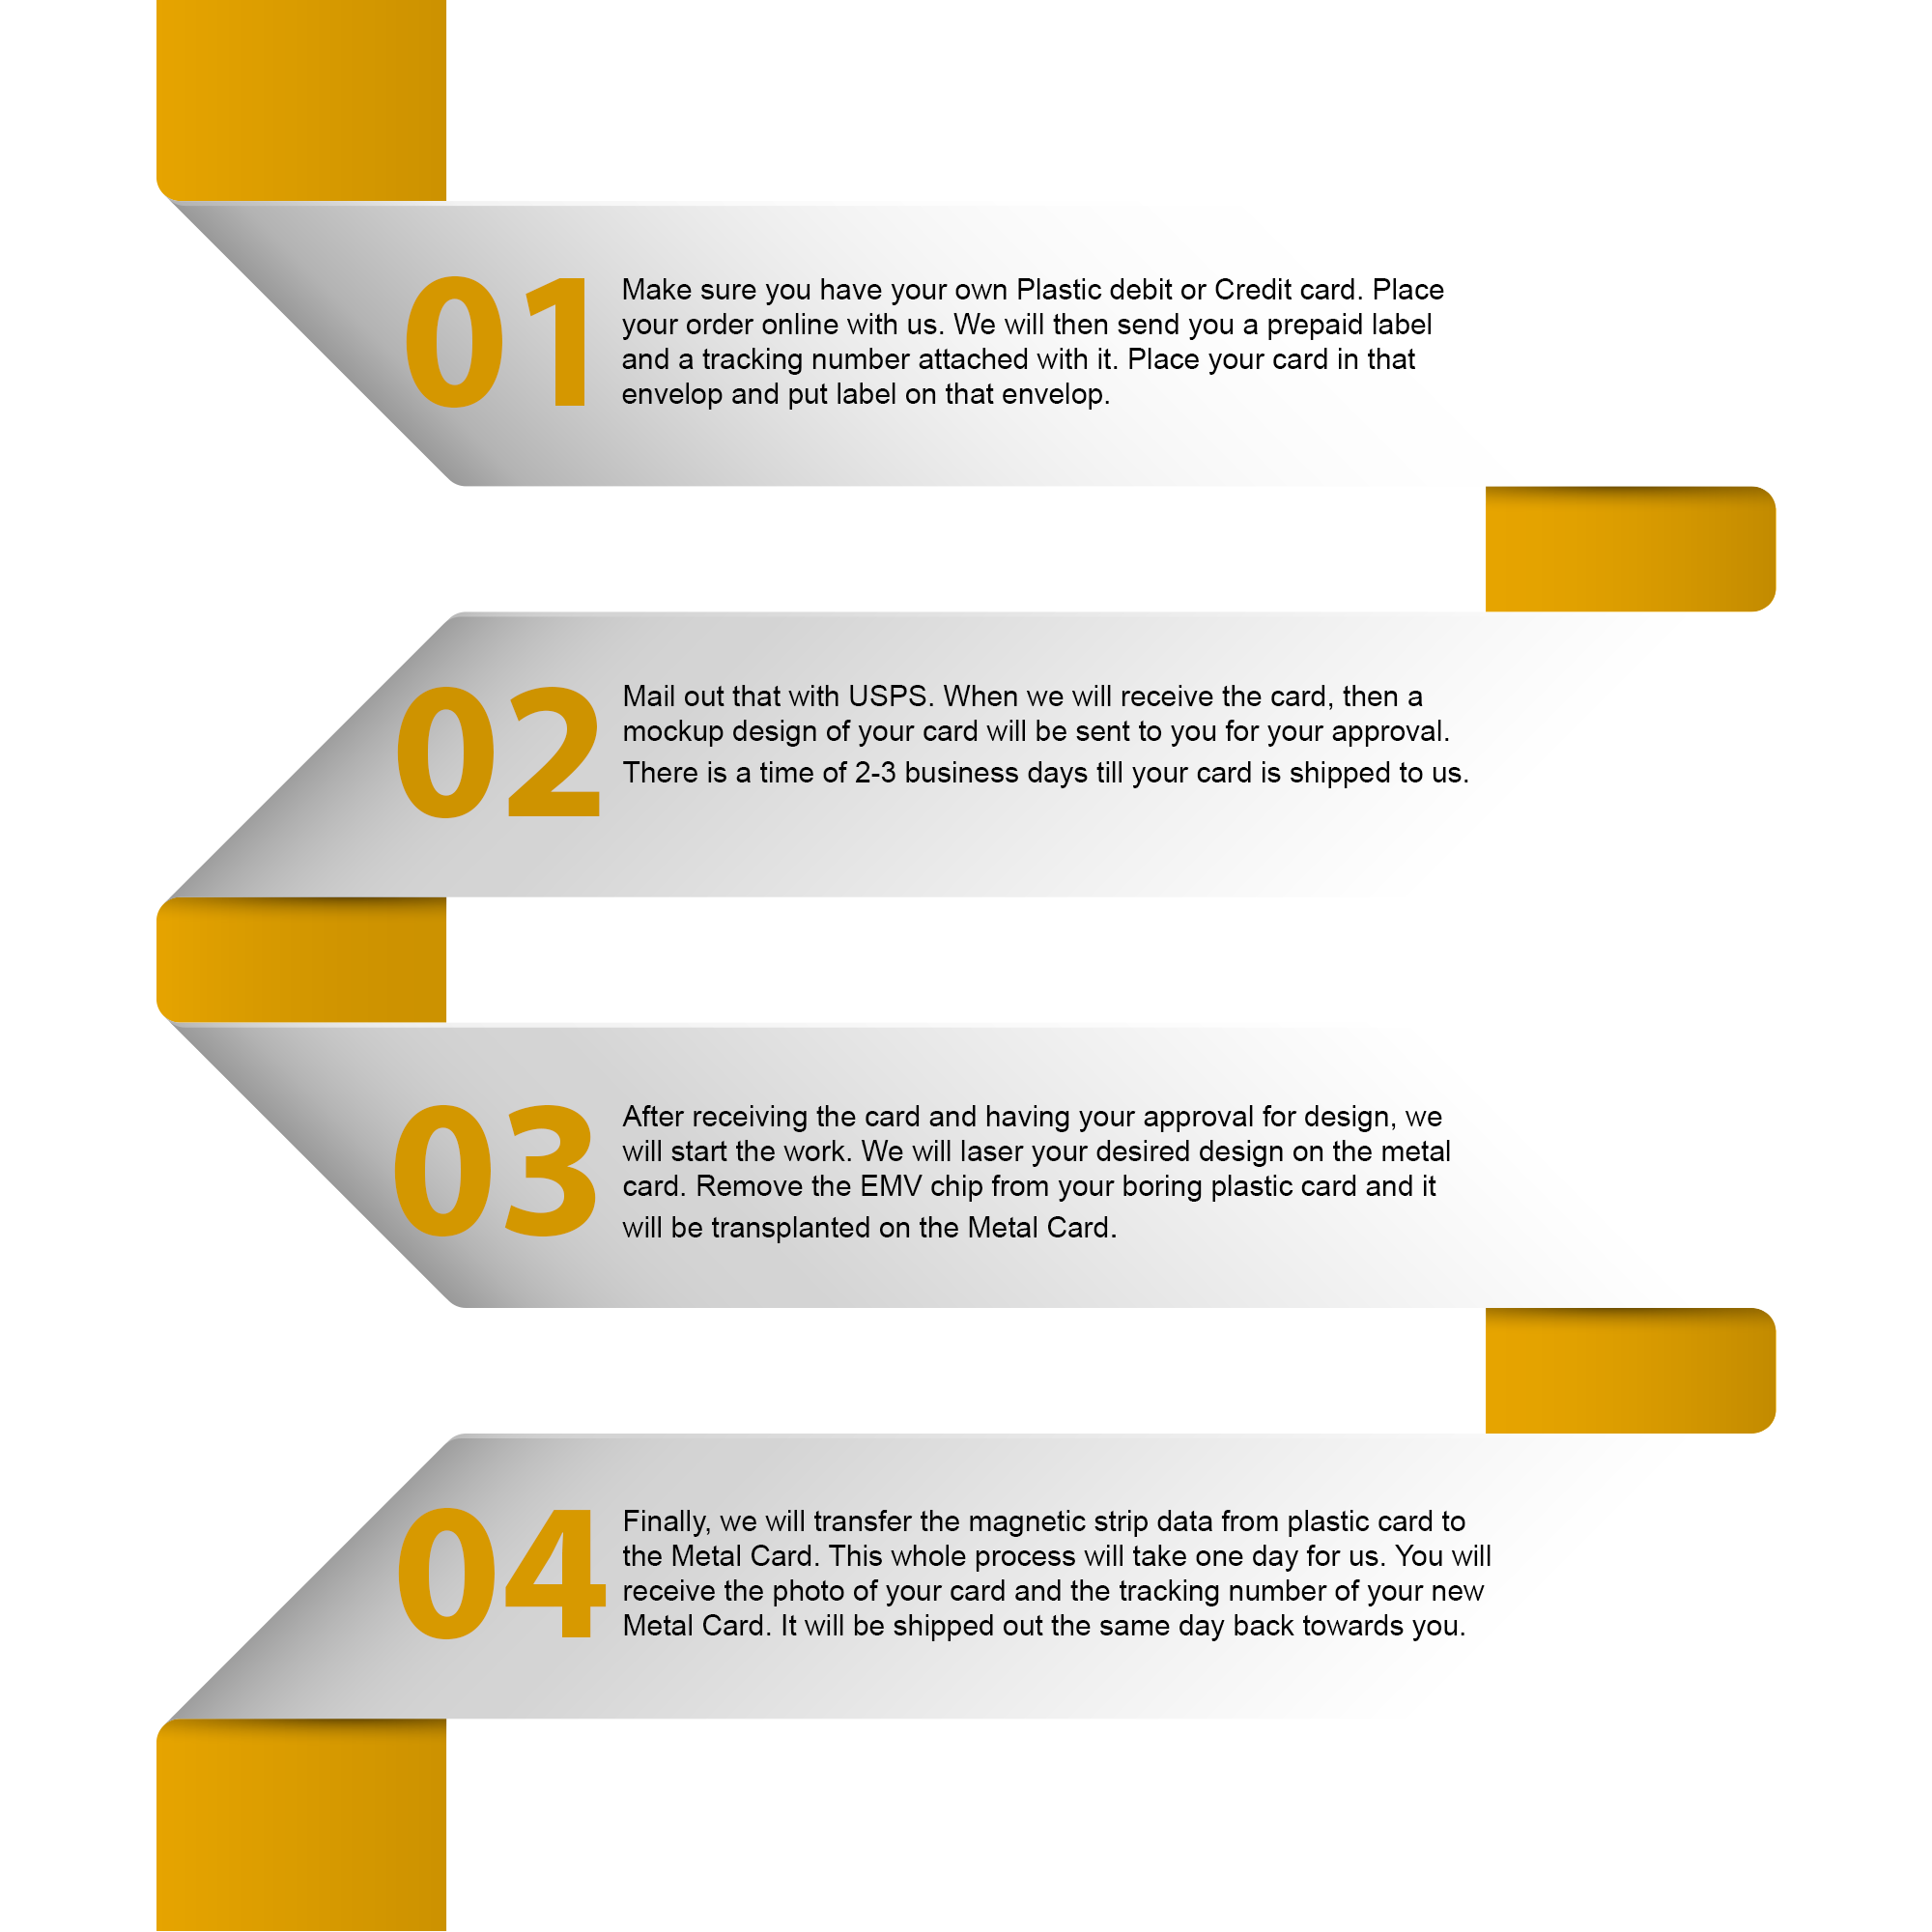 01
Make sure you have your own Plastic debit or Credit card. Place
your order online with us. We will then send you a prepaid label
and a tracking number attached with it. Place your card in that
envelop and put label on that envelop.
02
Mail out that with USPS. When we will receive the card, then a
mockup design of your card will be sent to you for your approval.
There is a time of 2-3 business days till your card is shipped to us.
03
After receiving the card and having your approval for design, we
will start the work. We will laser your desired design on the metal
card. Remove the EMV chip from your boring plastic card and it
will be transplanted on the Metal Card.
04
Finally, we will transfer the magnetic strip data from plastic card to
the Metal Card. This whole process will take one day for us. You will
receive the photo of your card and the tracking number of your new
Metal Card. It will be shipped out the same day back towards you.